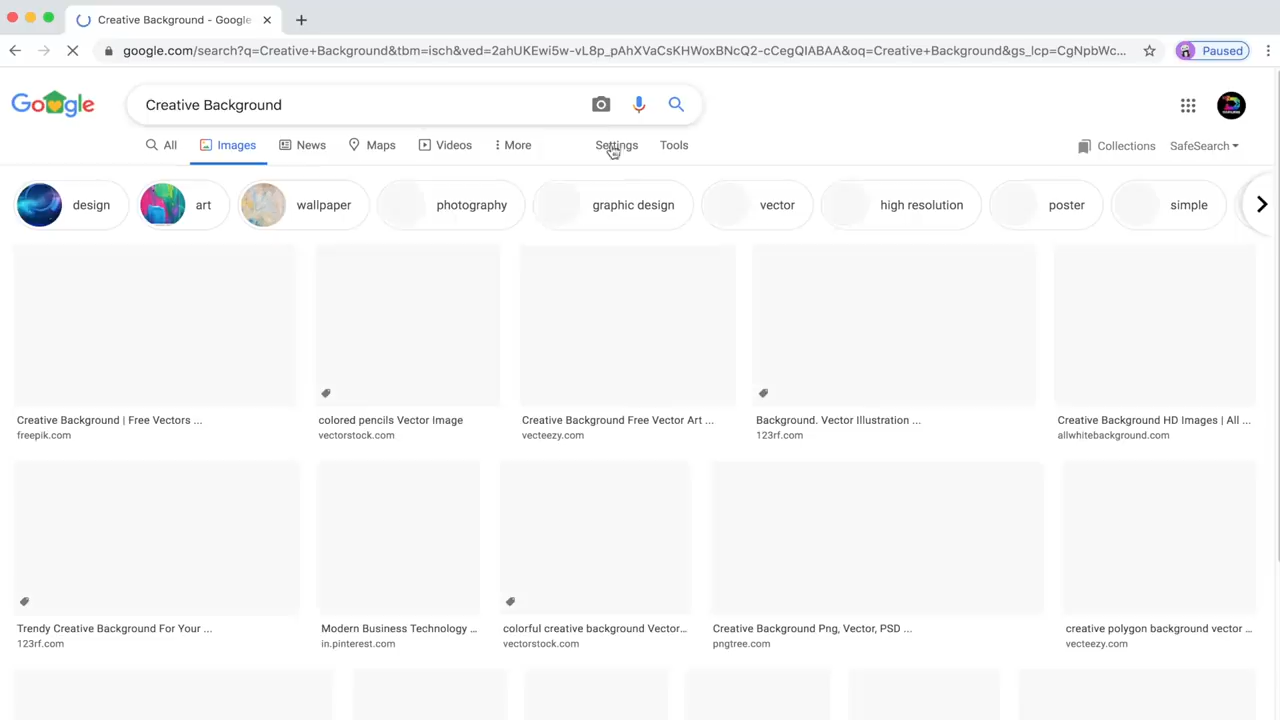 Creative Background - Google
google.com/search?q=Creative+Background&tbm=isch&ved=2ahUKEwi5w-vL8p_pAhXVaCsKHWoxBNcQ2-cCegQIABAA&oq=Creative+Background&gs_lcp=CgNpbWc...
Paused
Google
Creative Background
All Images News Maps Videos More Settings Tools
Collections SafeSearch
design art wallpaper photography graphic design vector high resolution poster simple
Creative Background | Free Vectors ... colored pencils Vector Image Creative Background Free Vector Art ... Background. Vector Illustration ... Creative Background HD Images | All ...
freepik.com vectorstock.com vecteezy.com 123rf.com allwhitebackground.com
Trendy Creative Background For Your ... Modern Business Technology ... colorful creative background Vector... Creative Background Png, Vector, PSD ... creative polygon background vector ...
123rf.com in.pinterest.com vectorstock.com pngtree.com vecteezy.com